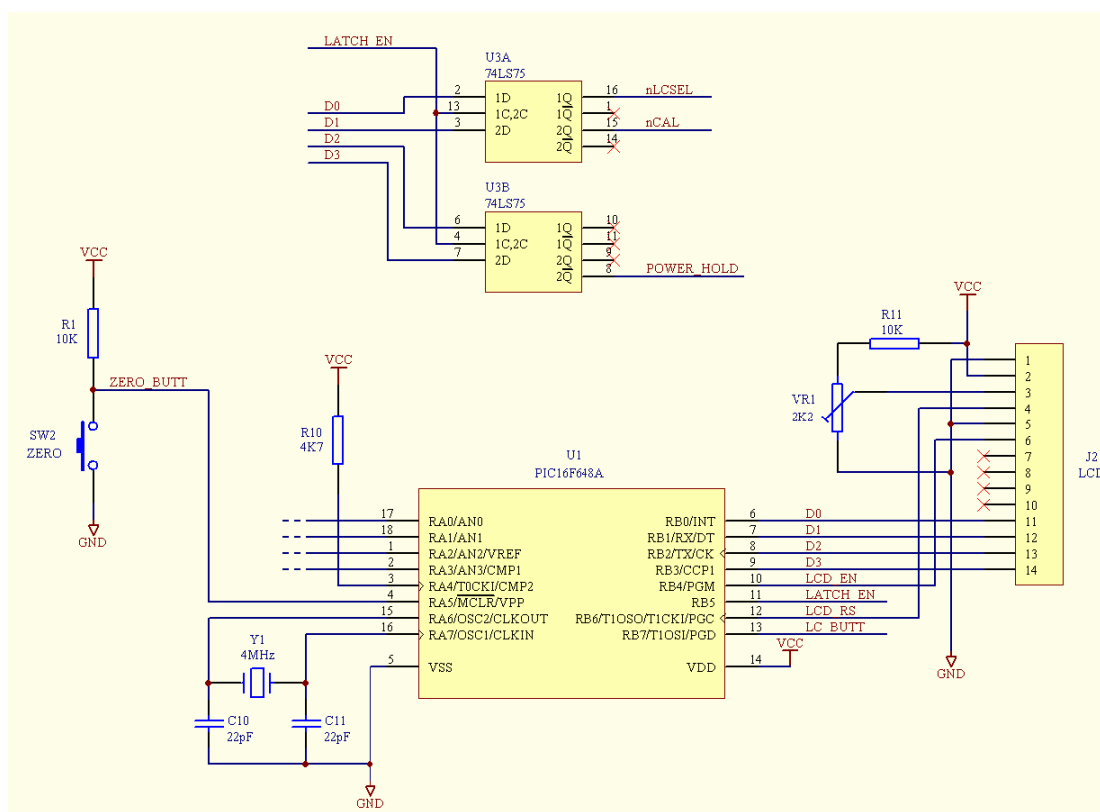 LATCH_EN
U3A
74LS75
2 1D 1Q 16 nLCSEL
D0 13 1C,2C 1Q 1
D1 3 2D 2Q 15 nCAL
D2 2Q 14
D3
U3B
74LS75
6 1D 1Q 10
4 1C,2C 1Q 11
7 2D 2Q 9
2Q 8 POWER_HOLD
VCC
R1
10K
ZERO_BUTT
SW2
ZERO
GND
VCC
R10
4K7
VCC
R11
10K
VR1
2K2
1
2
3
4
5
6
7
8
9
10
11
12
13
14
J2
LCD
U1
PIC16F648A
17 RA0/AN0 RB0/INT 6 D0
18 RA1/AN1 RB1/RX/DT 7 D1
1 RA2/AN2/VREF RB2/TX/CK 8 D2
2 RA3/AN3/CMP1 RB3/CCP1 9 D3
3 RA4/T0CKI/CMP2 RB4/PGM 10 LCD_EN
4 RA5/MCLR/VPP RB5 11 LATCH_EN
15 RA6/OSC2/CLKOUT RB6/T1OSO/T1CKI/PGC 12 LCD_RS
16 RA7/OSC1/CLKIN RB7/T1OSI/PGD 13 LC_BUTT
5 VSS VDD 14 VCC
Y1
4MHz
C10
22pF
C11
22pF
GND
GND